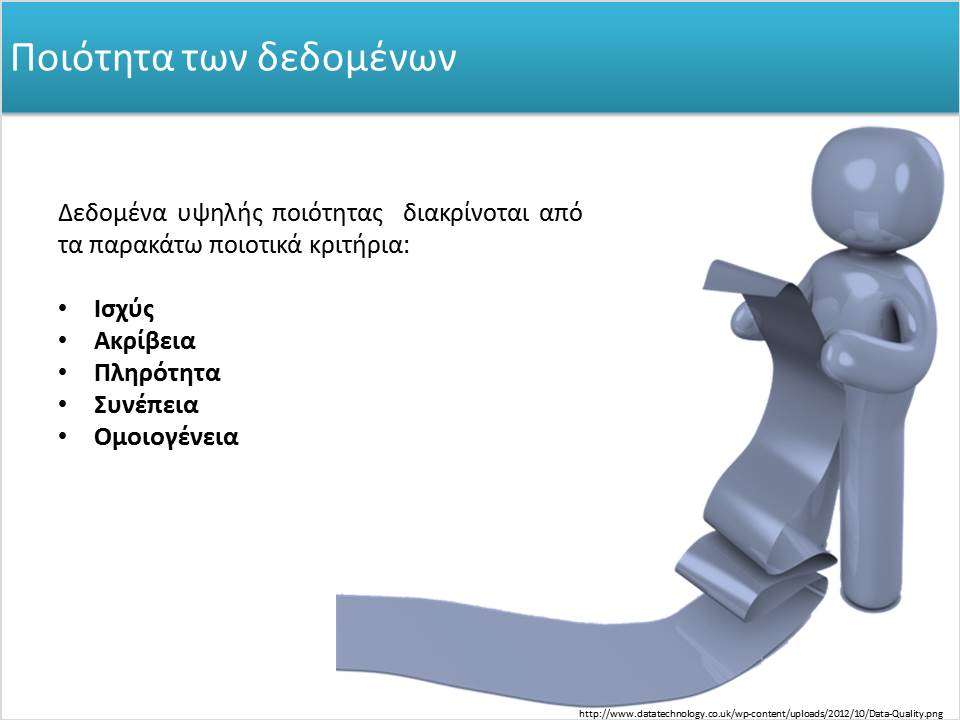 Ποιότητα των δεδομένων
Δεδομένα υψηλής ποιότητας διακρίνοται από
τα παρακάτω ποιοτικά κριτήρια:
• Ισχύς
• Ακρίβεια
• Πληρότητα
• Συνέπεια
• Ομοιογένεια
http://www.datatechnology.co.uk/wp-content/uploads/2012/10/Data-Quality.png